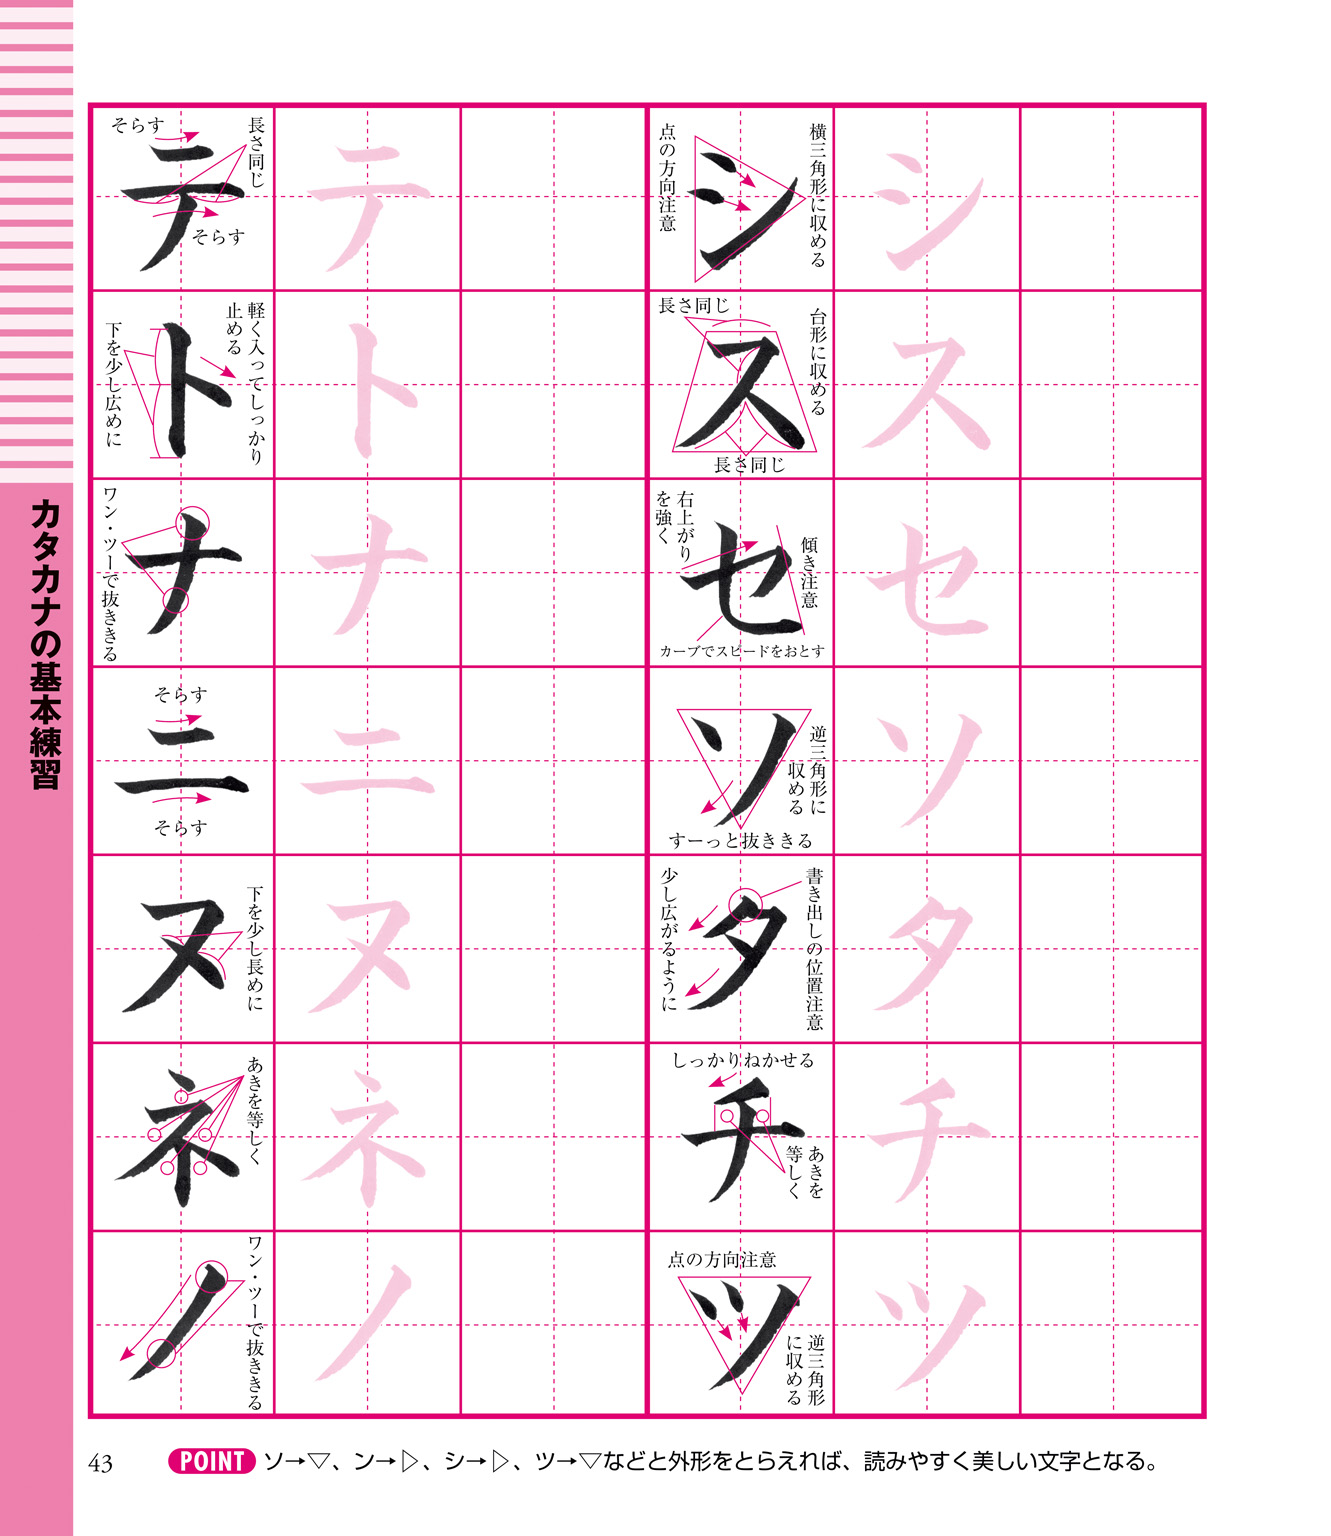 カタカナの基本練習
シ
シ
横三角形に収める
点の方向注意
ス
ス
台形に収める
長さ同じ
長さ同じ
セ
セ
傾き注意
右上がり
を強く
カーブでスピードをおとす
ソ
ソ
逆三角形に
収める
すーっと抜ききる
タ
タ
書き出しの位置注意
少し広がるように
チ
チ
しっかりねかせる
あきを
等しく
ツ
ツ
点の方向注意
逆三角形
に収める
テ
テ
長さ同じ
そらす
そらす
ト
ト
軽く入ってしっかり
止める
下を少し広めに
ナ
ナ
ワン・ツーで抜ききる
ニ
ニ
そらす
そらす
ヌ
ヌ
下を少し長めに
ネ
ネ
あきを等しく
ノ
ノ
ワン・ツーで抜ききる
43
POINT ソ→▽、ン→▷、シ→▷、ツ→▽などと外形をとらえれば、読みやすく美しい文字となる。